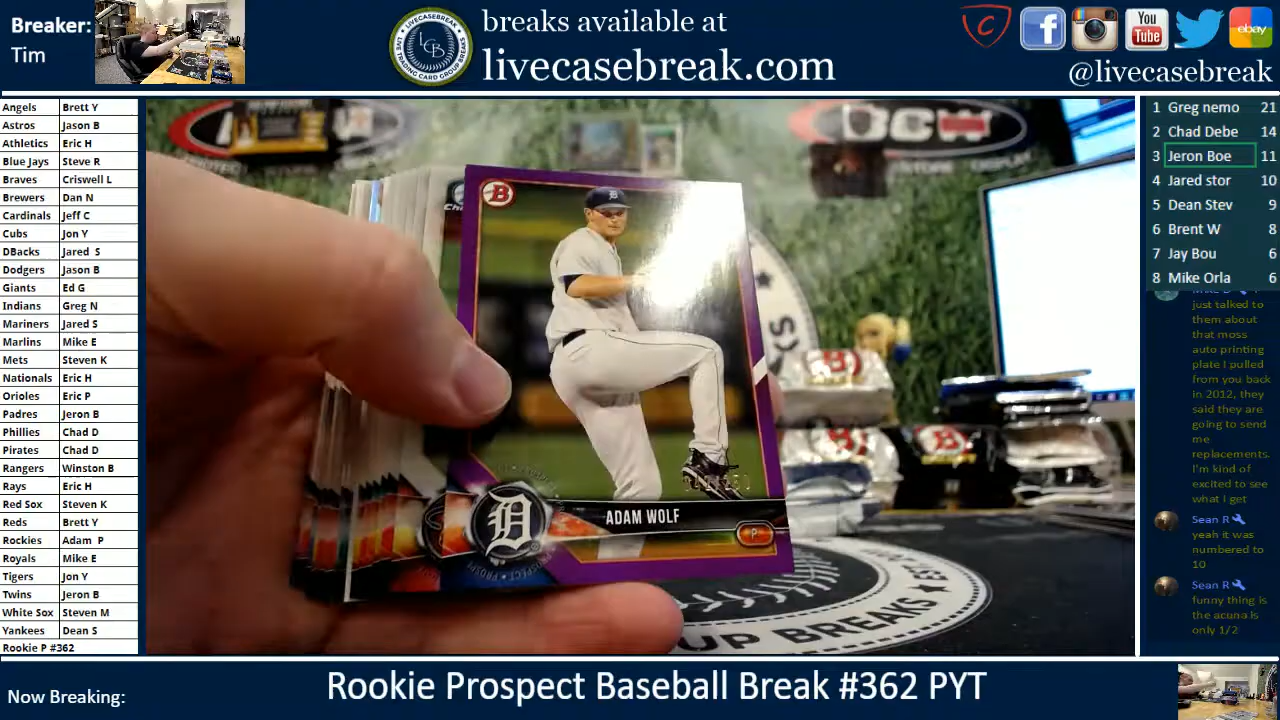 Breaker:
Tim
breaks available at
livecasebreak.com
You
Tube
ebay
@livecasebreak
Angels Brett Y
Astros Jason B
Athletics Eric H
Blue Jays Steve R
Braves Criswell L
Brewers Dan N
Cardinals Jeff C
Cubs Jon Y
DBacks Jared S
Dodgers Jason B
Giants Ed G
Indians Greg N
Mariners Jared S
Marlins Mike E
Mets Steven K
Nationals Eric H
Orioles Eric P
Padres Jeron B
Phillies Chad D
Pirates Chad D
Rangers Winston B
Rays Eric H
Red Sox Steven K
Reds Brett Y
Rockies Adam P
Royals Mike E
Tigers Jon Y
Twins Jeron B
White Sox Steven M
Yankees Dean S
Rookie P #362
B
D
ADAM WOLF
P
UP BREAKS
1 Greg nemo 21
2 Chad Debe 14
3 Jeron Boe 11
4 Jared stor 10
5 Dean Stev 9
6 Brent W 8
7 Jay Bou 6
8 Mike Orla 6
just talked to
them about
that moss
auto printing
plate I pulled
from you back
in 2012, they
said they are
going to send
me
replacements.
I'm kind of
excited to see
what I get
Sean R
yeah it was
numbered to
10
Sean R
funny thing is
the acuna is
only 1/2
Now Breaking:
Rookie Prospect Baseball Break #362 PYT